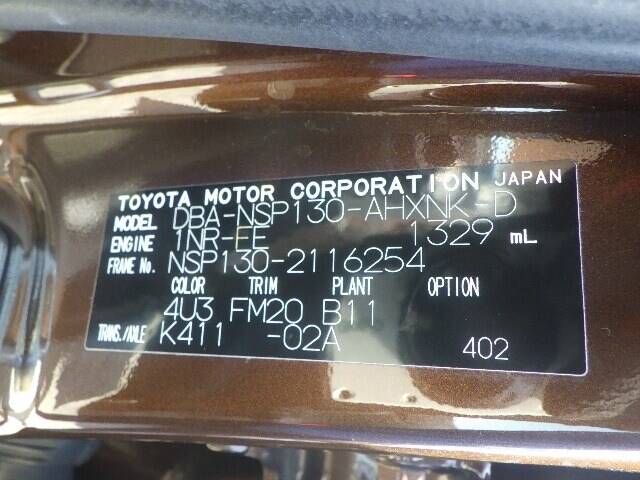 TOYOTA MOTOR CORPORATION JAPAN
MODEL DBA-NSP130-AHXNK-D
ENGINE 1NR-FE 1329 mL
FRAME No. NSP130-2116254
COLOR TRIM PLANT OPTION
4U3 FM20 B11
TRANS./AXLE K411 -02A
402